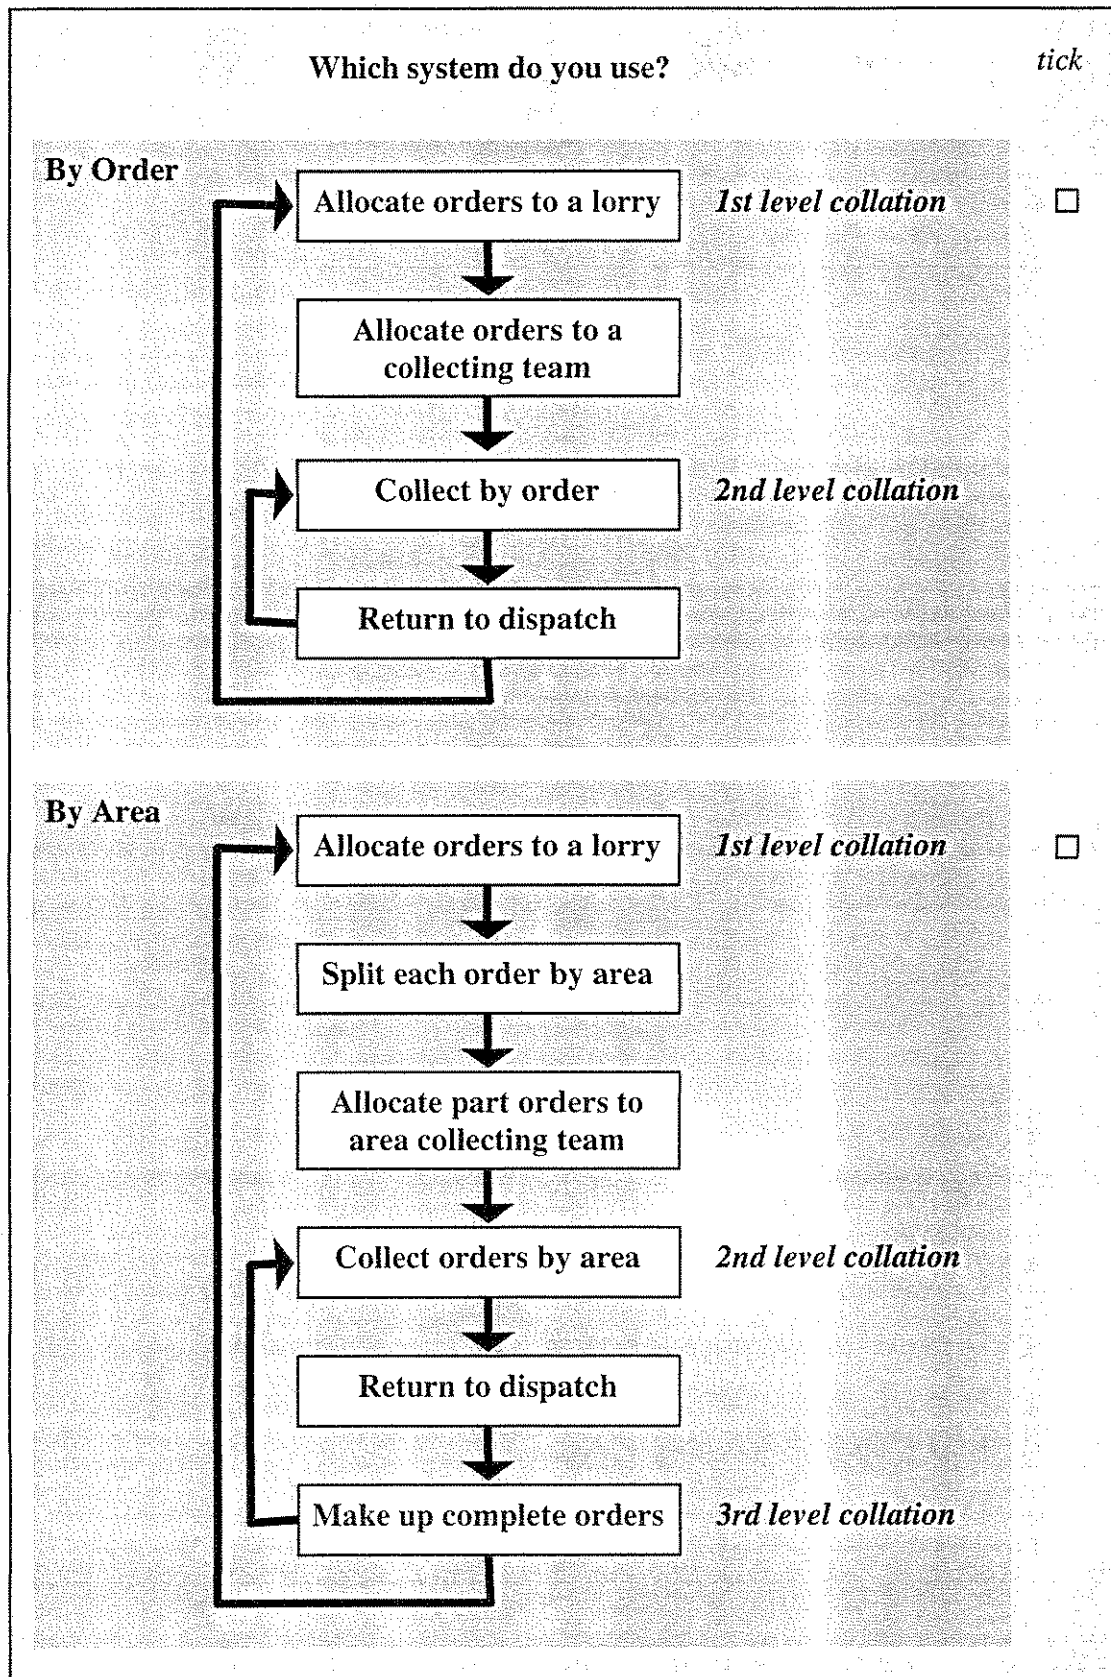 Which system do you use?
tick
By Order
Allocate orders to a lorry
1st level collation
☐
Allocate orders to a
collecting team
Collect by order
2nd level collation
Return to dispatch
By Area
Allocate orders to a lorry
1st level collation
☐
Split each order by area
Allocate part orders to
area collecting team
Collect orders by area
2nd level collation
Return to dispatch
Make up complete orders
3rd level collation